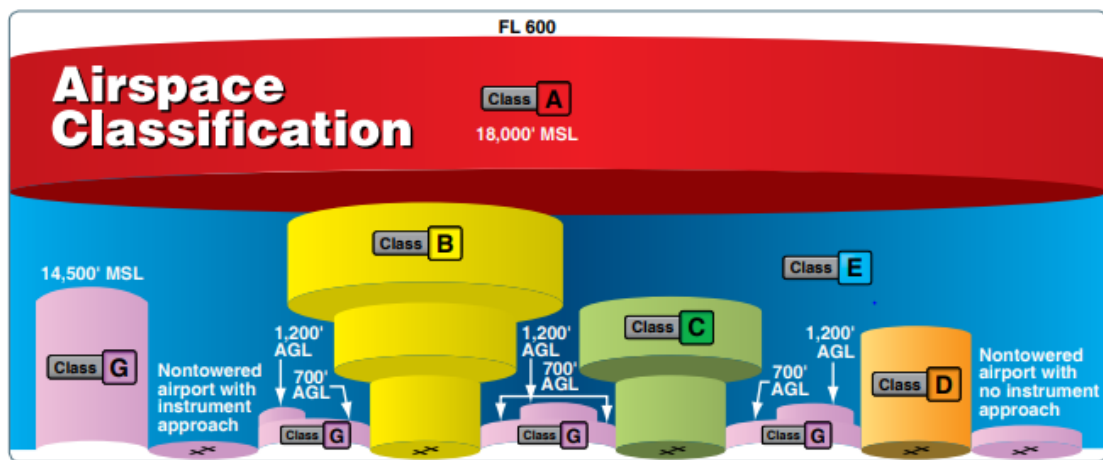 FL 600
Airspace
Classification
Class A
18,000' MSL
Class B
Class E
14,500' MSL
Class C
1,200'
AGL
1,200'
AGL
1,200'
AGL
Class G
Nontowered
airport with
instrument
approach
700'
AGL
700'
AGL
700'
AGL
Class D
Nontowered
airport with
no instrument
approach
Class G
Class G
Class G